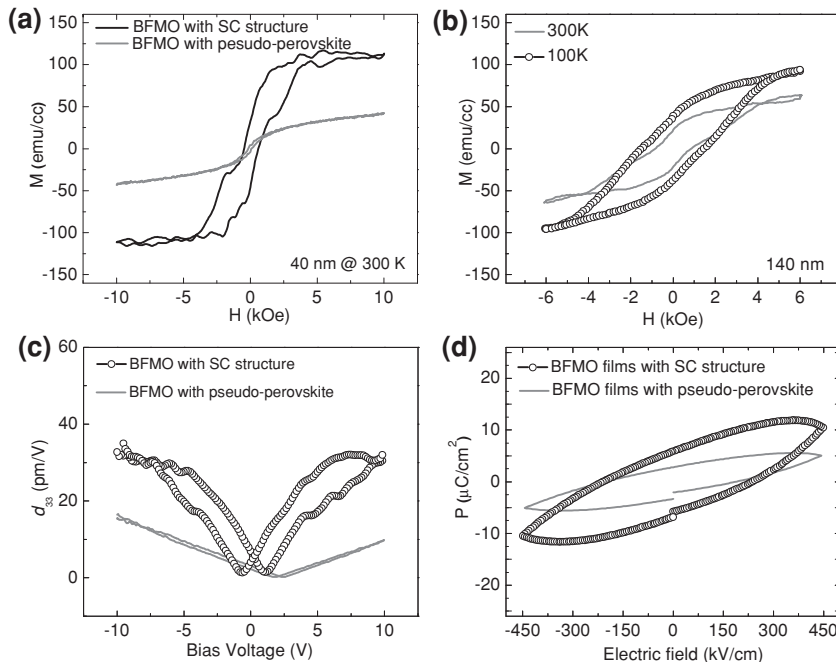 (a)
BFMO with SC structure
BFMO with pesudo-perovskite
150
100
50
0
-50
-100
-150
M (emu/cc)
40 nm @ 300 K
-10
-5
0
5
10
H (kOe)
(b)
300K
100K
150
100
50
0
-50
-100
-150
M (emu/cc)
140 nm
-6
-4
-2
0
2
4
6
H (kOe)
(c)
BFMO with SC structure
BFMO with pseudo-perovskite
60
40
20
0
d33 (pm/V)
-10
-5
0
5
10
Bias Voltage (V)
(d)
BFMO films with SC structure
BFMO films with pseudo-perovskite
20
10
0
-10
-20
P (μC/cm²)
-450
-300
-150
0
150
300
450
Electric field (kV/cm)